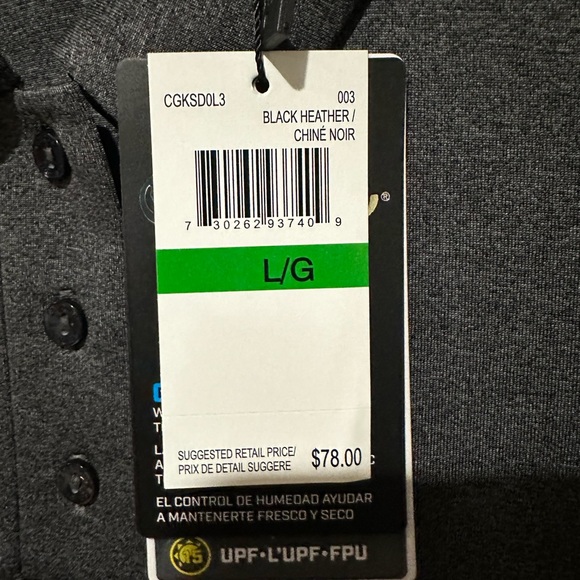 CGKSD0L3 003
BLACK HEATHER /
CHINÉ NOIR
7 30262 93740 9
L/G
SUGGESTED RETAIL PRICE/
PRIX DE DETAIL SUGGERE $78.00
EL CONTROL DE HUMEDAD AYUDAR
A MANTENERTE FRESCO Y SECO
15 UPF•L'UPF•FPU